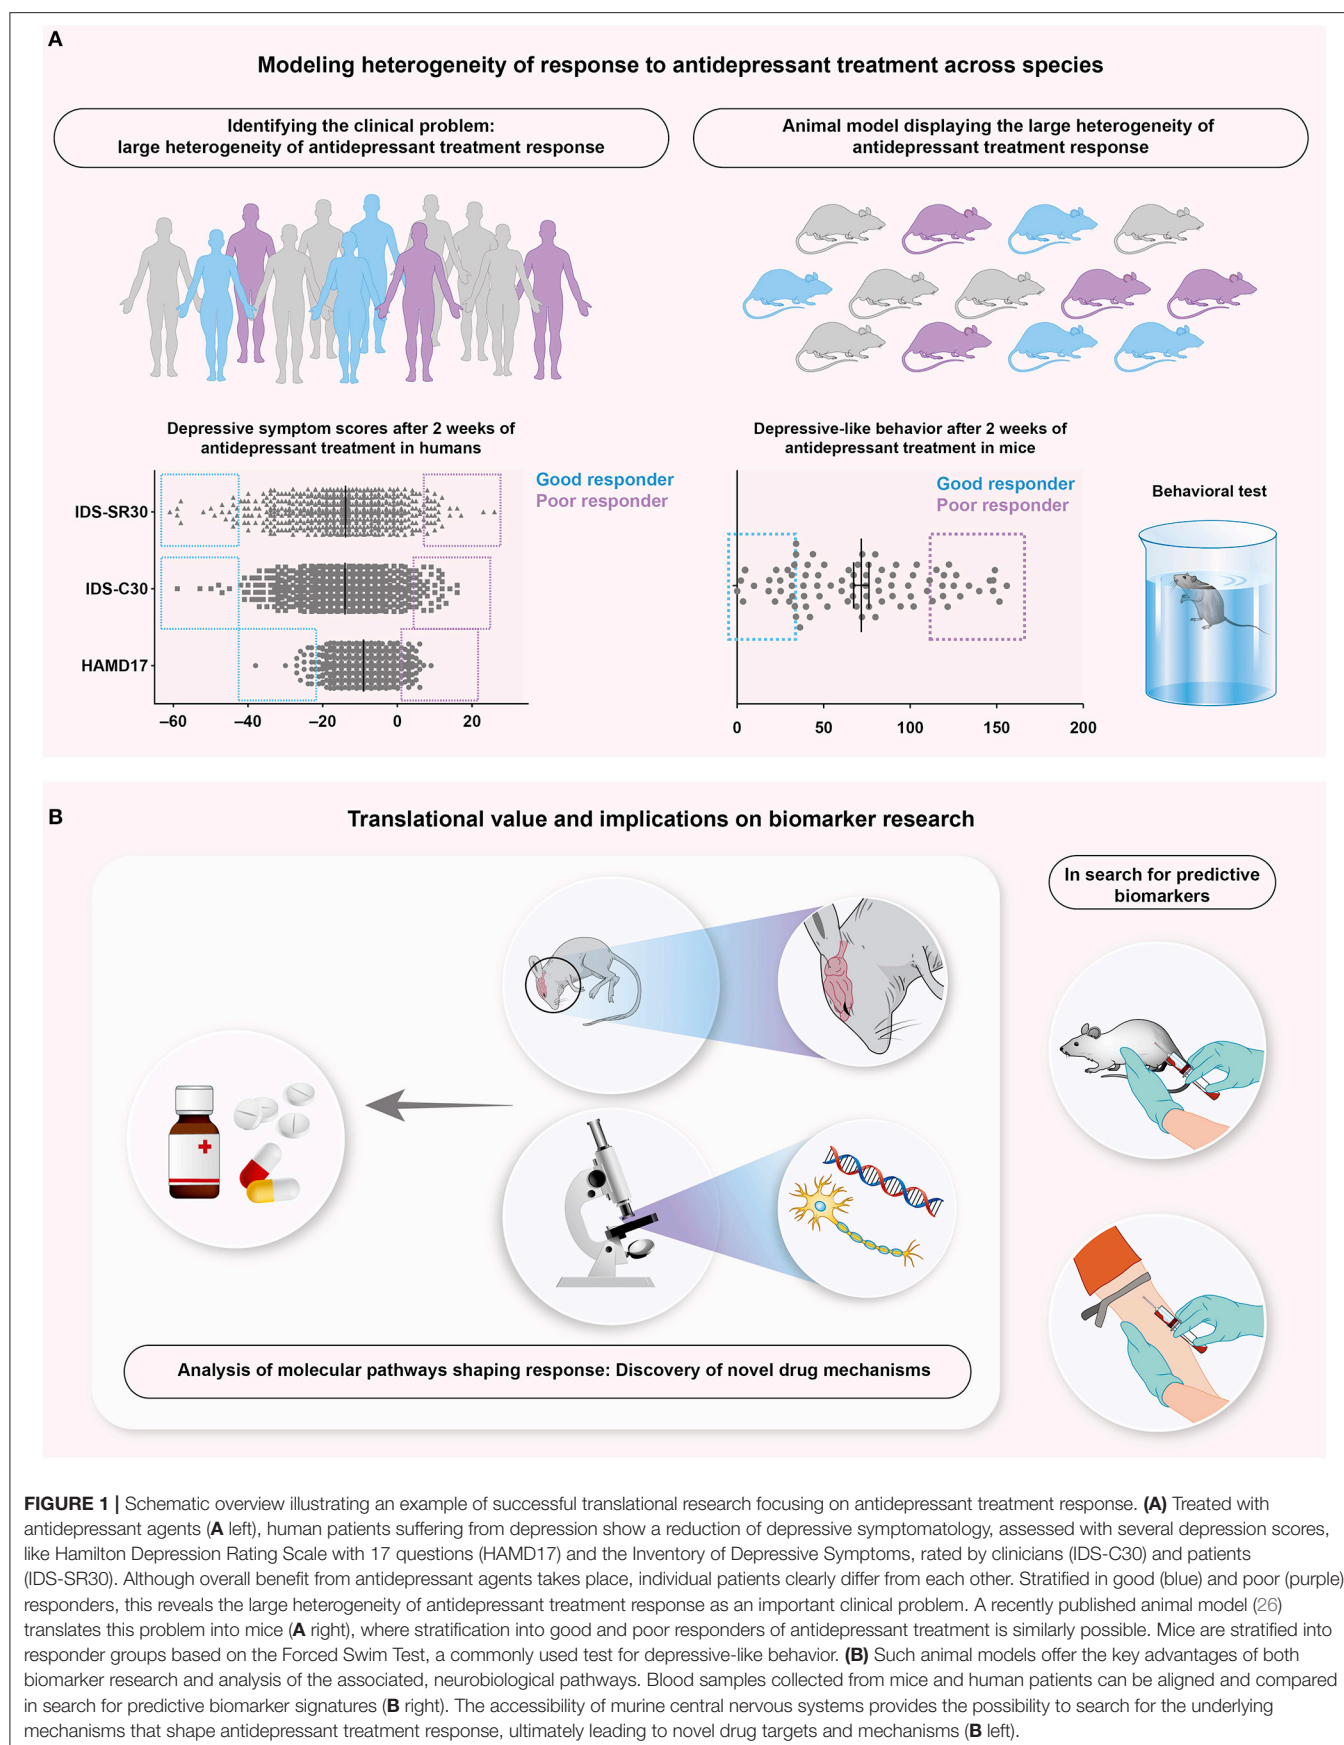 A
Modeling heterogeneity of response to antidepressant treatment across species
Identifying the clinical problem:
large heterogeneity of antidepressant treatment response
Animal model displaying the large heterogeneity of
antidepressant treatment response
Depressive symptom scores after 2 weeks of
antidepressant treatment in humans
Good responder
Poor responder
IDS-SR30
IDS-C30
HAMD17
–60 –40 –20 0 20
Depressive-like behavior after 2 weeks of
antidepressant treatment in mice
Good responder
Poor responder
0 50 100 150 200
Behavioral test
B
Translational value and implications on biomarker research
In search for predictive
biomarkers
Analysis of molecular pathways shaping response: Discovery of novel drug mechanisms
FIGURE 1 | Schematic overview illustrating an example of successful translational research focusing on antidepressant treatment response. (A) Treated with
antidepressant agents (A left), human patients suffering from depression show a reduction of depressive symptomatology, assessed with several depression scores,
like Hamilton Depression Rating Scale with 17 questions (HAMD17) and the Inventory of Depressive Symptoms, rated by clinicians (IDS-C30) and patients
(IDS-SR30). Although overall benefit from antidepressant agents takes place, individual patients clearly differ from each other. Stratified in good (blue) and poor (purple)
responders, this reveals the large heterogeneity of antidepressant treatment response as an important clinical problem. A recently published animal model (26)
translates this problem into mice (A right), where stratification into good and poor responders of antidepressant treatment is similarly possible. Mice are stratified into
responder groups based on the Forced Swim Test, a commonly used test for depressive-like behavior. (B) Such animal models offer the key advantages of both
biomarker research and analysis of the associated, neurobiological pathways. Blood samples collected from mice and human patients can be aligned and compared
in search for predictive biomarker signatures (B right). The accessibility of murine central nervous systems provides the possibility to search for the underlying
mechanisms that shape antidepressant treatment response, ultimately leading to novel drug targets and mechanisms (B left).